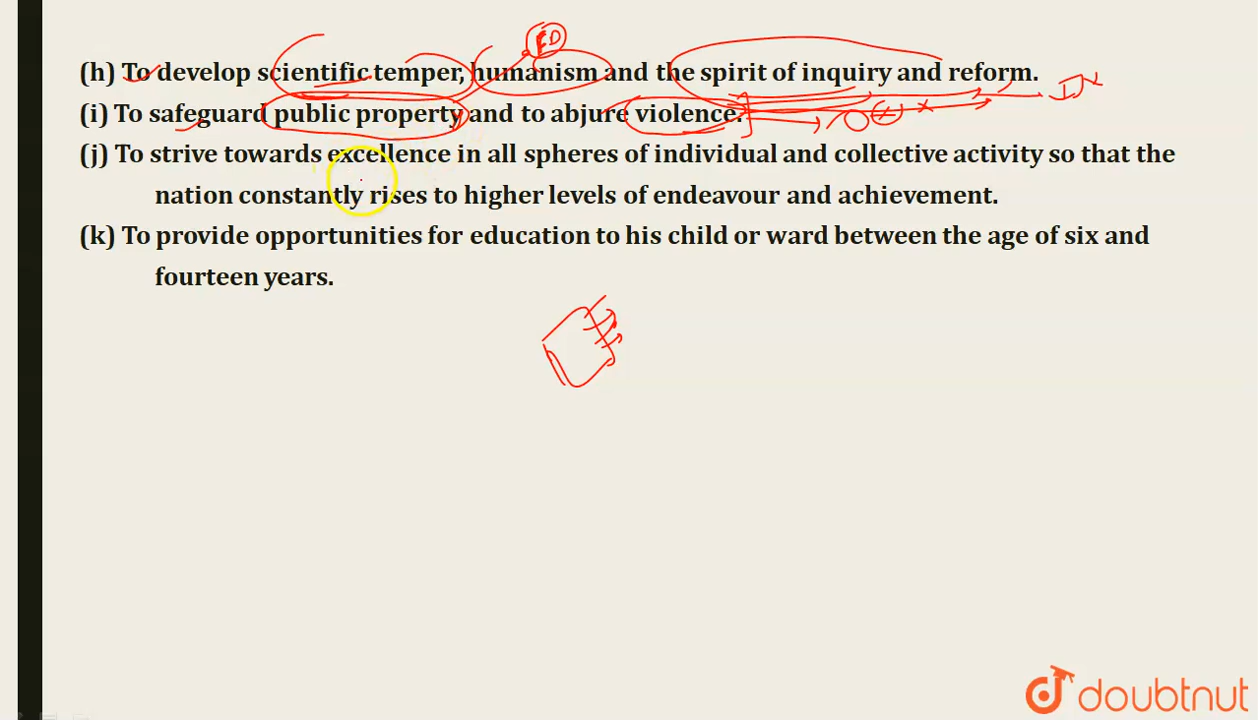 FD
(h) To develop scientific temper, humanism and the spirit of inquiry and reform.
(i) To safeguard public property and to abjure violence.
(j) To strive towards excellence in all spheres of individual and collective activity so that the
nation constantly rises to higher levels of endeavour and achievement.
(k) To provide opportunities for education to his child or ward between the age of six and
fourteen years.
doubtnut